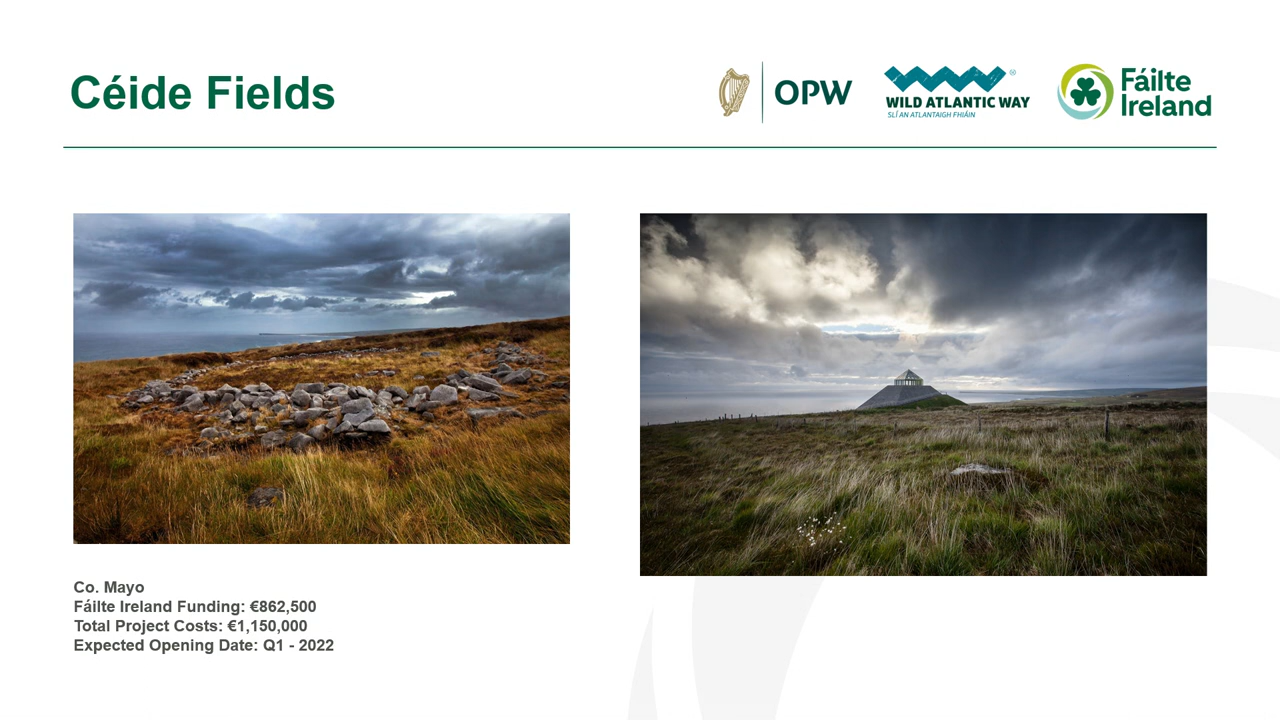 Céide Fields
OPW
WILD ATLANTIC WAY ®
SLÍ AN ATLANTAIGH FHIÁIN
Fáilte
Ireland
Co. Mayo
Fáilte Ireland Funding: €862,500
Total Project Costs: €1,150,000
Expected Opening Date: Q1 - 2022